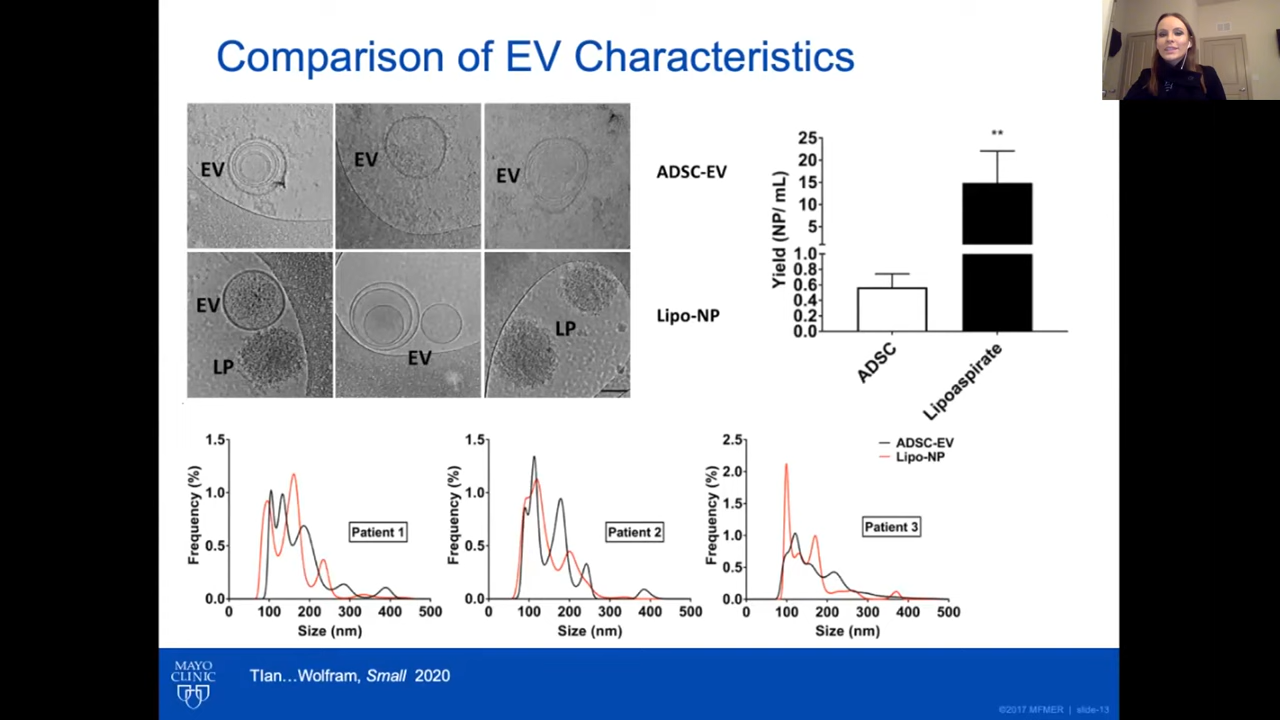 Comparison of EV Characteristics
EV
EV
EV
ADSC-EV
EV
LP
EV
LP
Lipo-NP
**
Yield (NP/ mL)
25
20
15
10
5
1.0
0.8
0.6
0.4
0.2
0.0
ADSC
Lipoaspirate
1.5
1.0
0.5
0.0
Frequency (%)
Patient 1
0 100 200 300 400 500
Size (nm)
1.5
1.0
0.5
0.0
Frequency (%)
Patient 2
0 100 200 300 400 500
Size (nm)
2.5
2.0
1.5
1.0
0.5
0.0
Frequency (%)
ADSC-EV
Lipo-NP
Patient 3
0 100 200 300 400 500
Size (nm)
MAYO
CLINIC
TIan...Wolfram, Small 2020
©2017 MFMER | slide-13